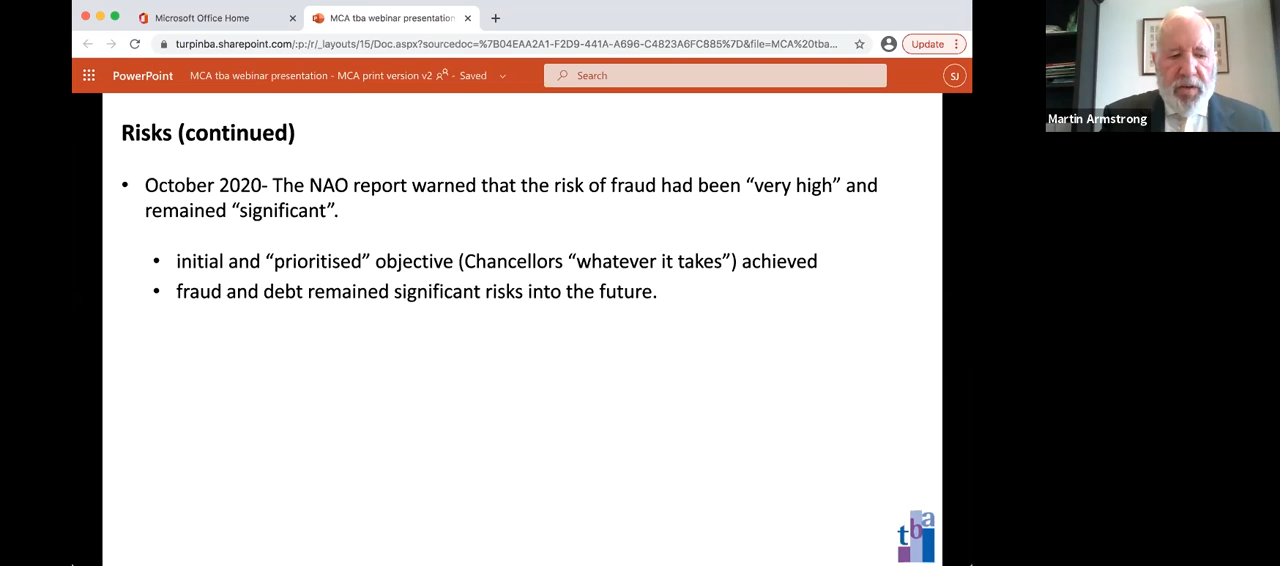 Microsoft Office Home
MCA tba webinar presentation
turpinba.sharepoint.com/:p:/r/_layouts/15/Doc.aspx?sourcedoc=%7B04EAA2A1-F2D9-441A-A696-C4823A6FC885%7D&file=MCA%20tba...
Update
PowerPoint
MCA tba webinar presentation - MCA print version v2 - Saved
Search
SJ
Martin Armstrong
Risks (continued)
• October 2020- The NAO report warned that the risk of fraud had been “very high” and
remained “significant”.
• initial and “prioritised” objective (Chancellors “whatever it takes”) achieved
• fraud and debt remained significant risks into the future.
tba